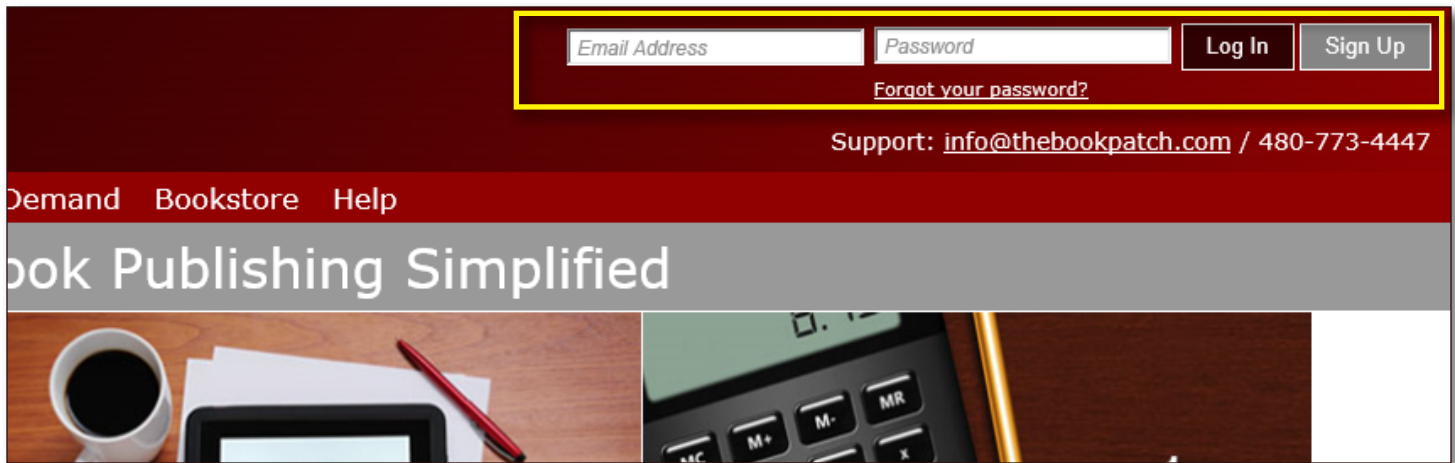 Email Address Password Log In Sign Up
Forgot your password?
Support: info@thebookpatch.com / 480-773-4447
Demand Bookstore Help
ook Publishing Simplified
MR
M-
M+
MC
X